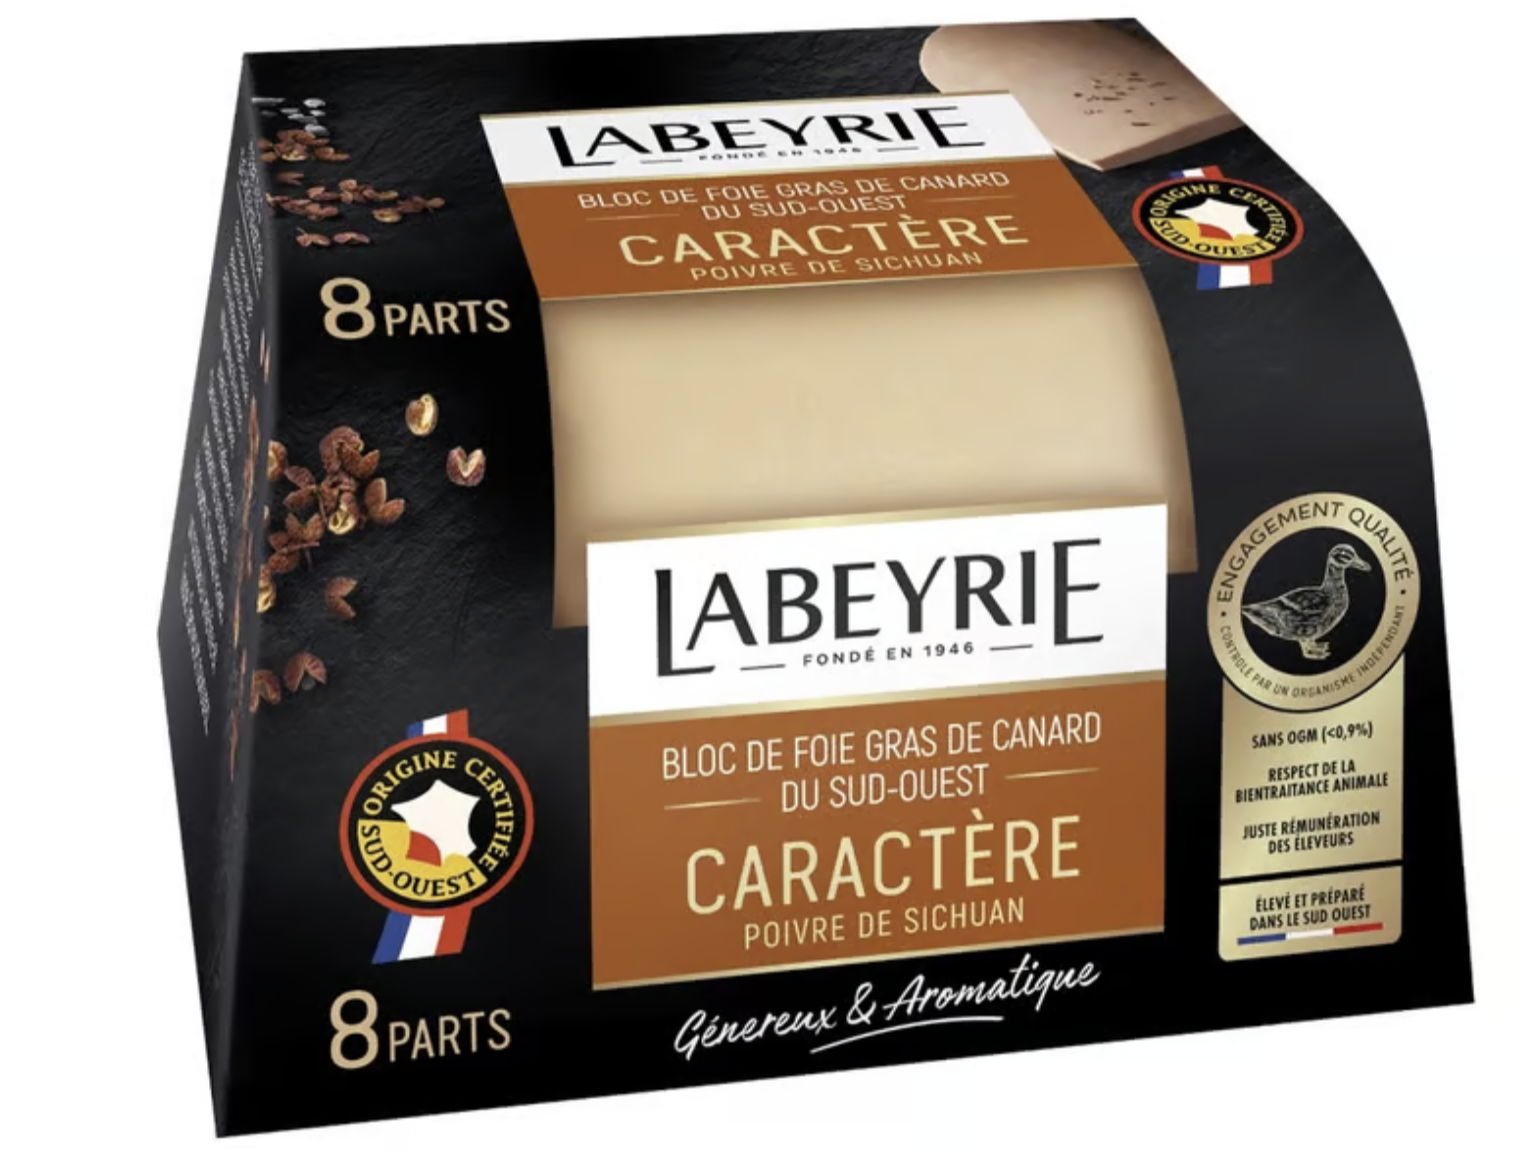 LABEYRIE
FONDÉ EN 1946
BLOC DE FOIE GRAS DE CANARD
DU SUD-OUEST
CARACTÈRE
POIVRE DE SICHUAN
ORIGINE CERTIFIÉE
SUD-OUEST
8 PARTS
LABEYRIE
FONDÉ EN 1946
BLOC DE FOIE GRAS DE CANARD
DU SUD-OUEST
CARACTÈRE
POIVRE DE SICHUAN
Génereux & Aromatique
ORIGINE CERTIFIÉE
SUD-OUEST
8 PARTS
• ENGAGEMENT QUALITÉ •
CONTRÔLÉ PAR UN ORGANISME INDÉPENDANT
SANS OGM (<0,9%)
RESPECT DE LA
BIENTRAITANCE ANIMALE
JUSTE RÉMUNÉRATION
DES ÉLEVEURS
ÉLEVÉ ET PRÉPARÉ
DANS LE SUD OUEST